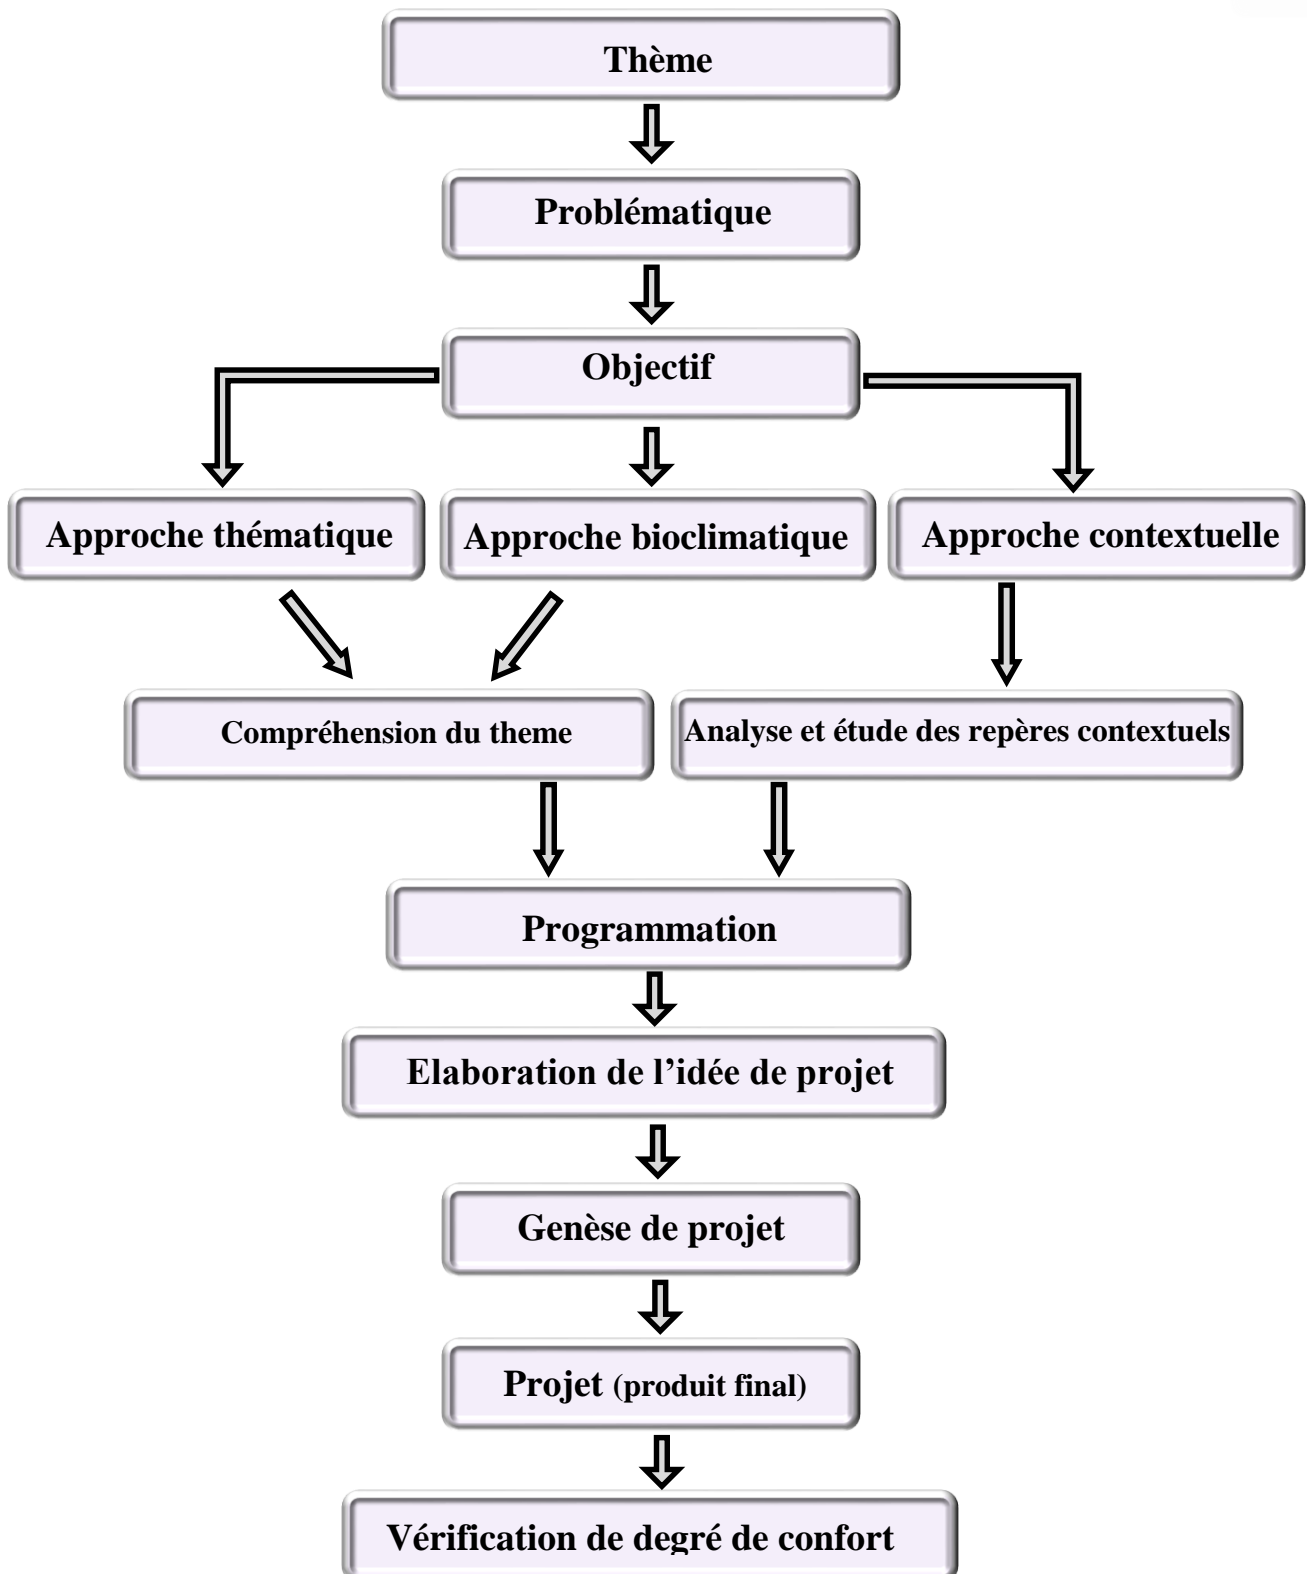 Thème
Problématique
Objectif
Approche thématique
Approche bioclimatique
Approche contextuelle
Compréhension du theme
Analyse et étude des repères contextuels
Programmation
Elaboration de l’idée de projet
Genèse de projet
Projet (produit final)
Vérification de degré de confort